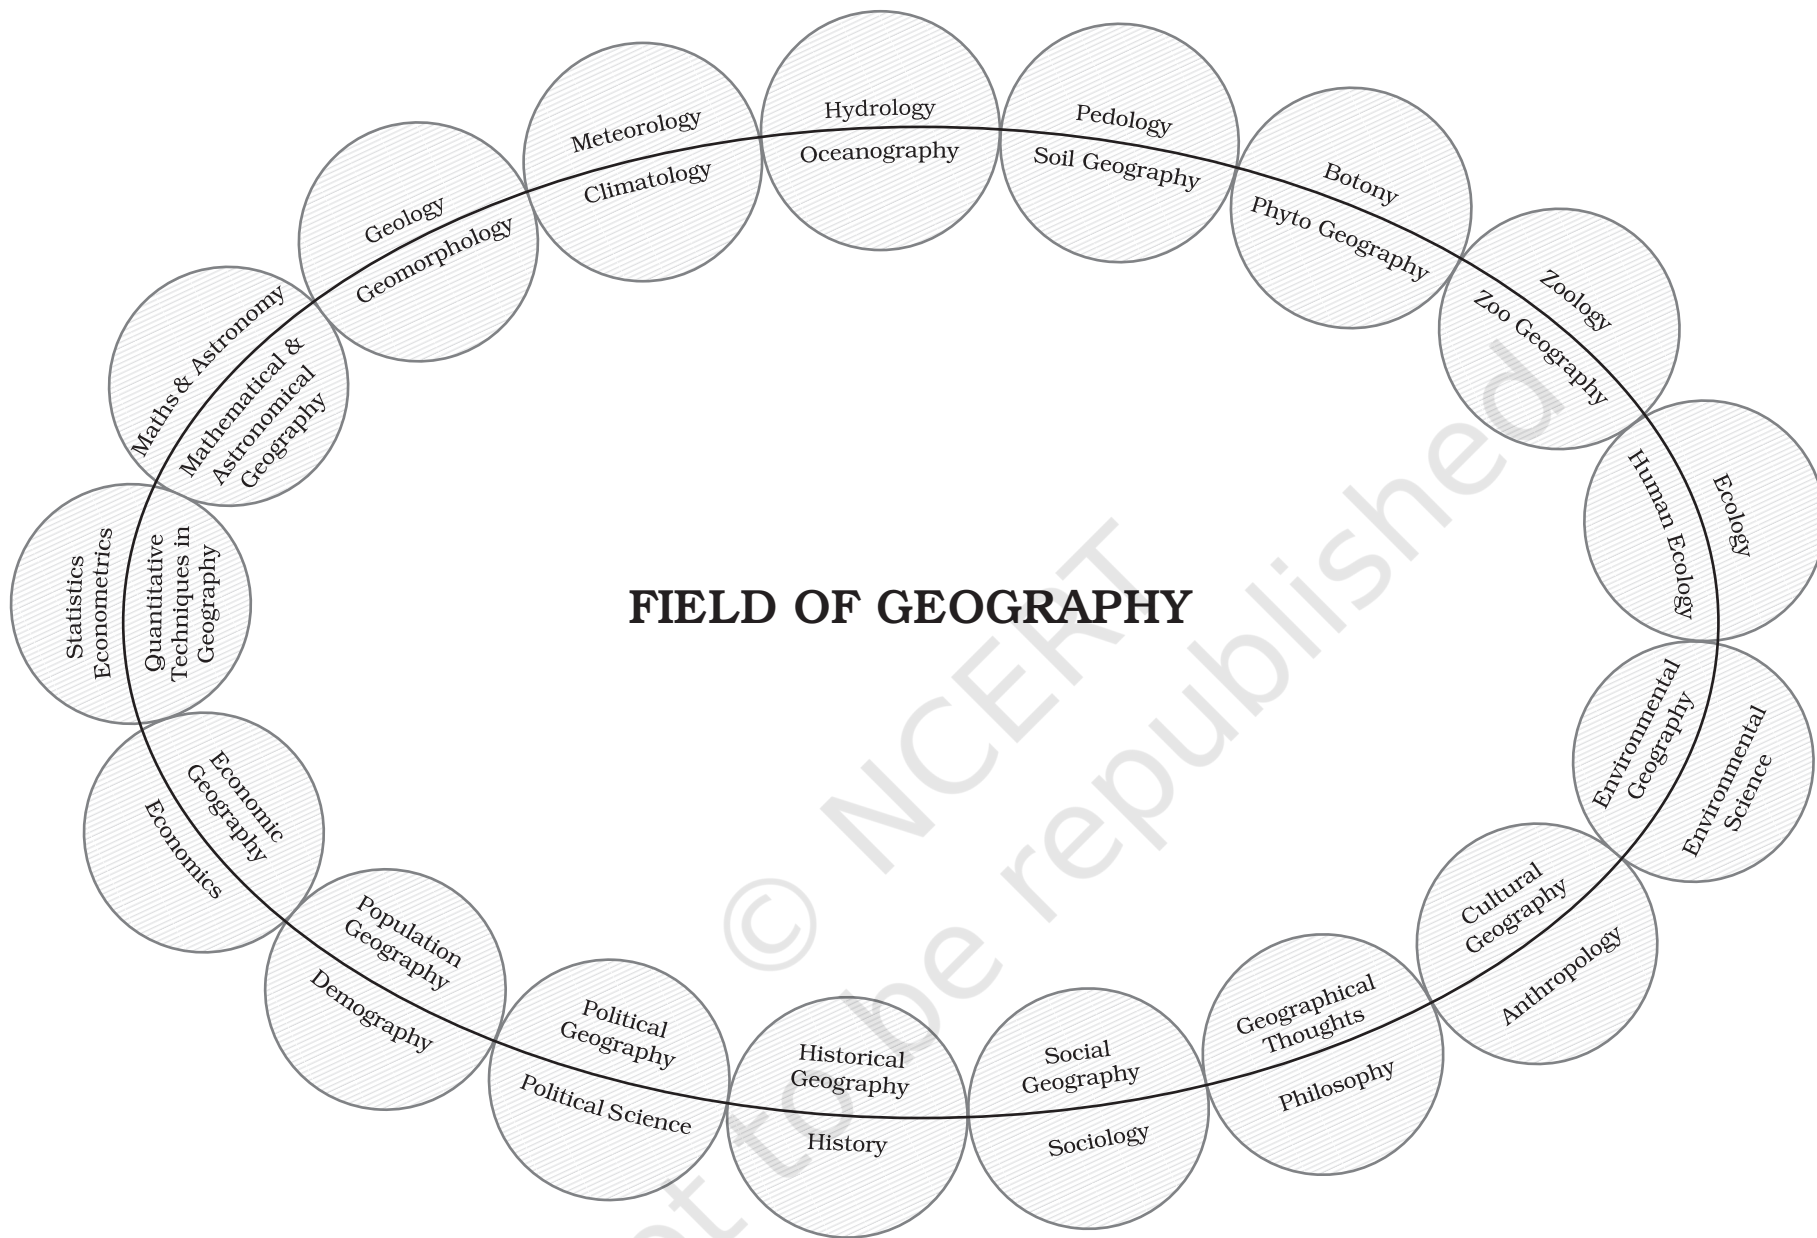 Hydrology
Oceanography
Pedology
Soil Geography
Botony
Phyto Geography
Zoology
Zoo Geography
Ecology
Human Ecology
Environmental
Geography
Environmental
Science
Cultural
Geography
Anthropology
Geographical
Thoughts
Philosophy
Social
Geography
Sociology
Historical
Geography
History
Political
Geography
Political Science
Population
Geography
Demography
Economic
Geography
Economics
Statistics
Econometrics
Quantitative
Techniques in
Geography
Maths & Astronomy
Mathematical &
Astronomical
Geography
Geology
Geomorphology
Meteorology
Climatology
FIELD OF GEOGRAPHY
© NCERT
to be republished